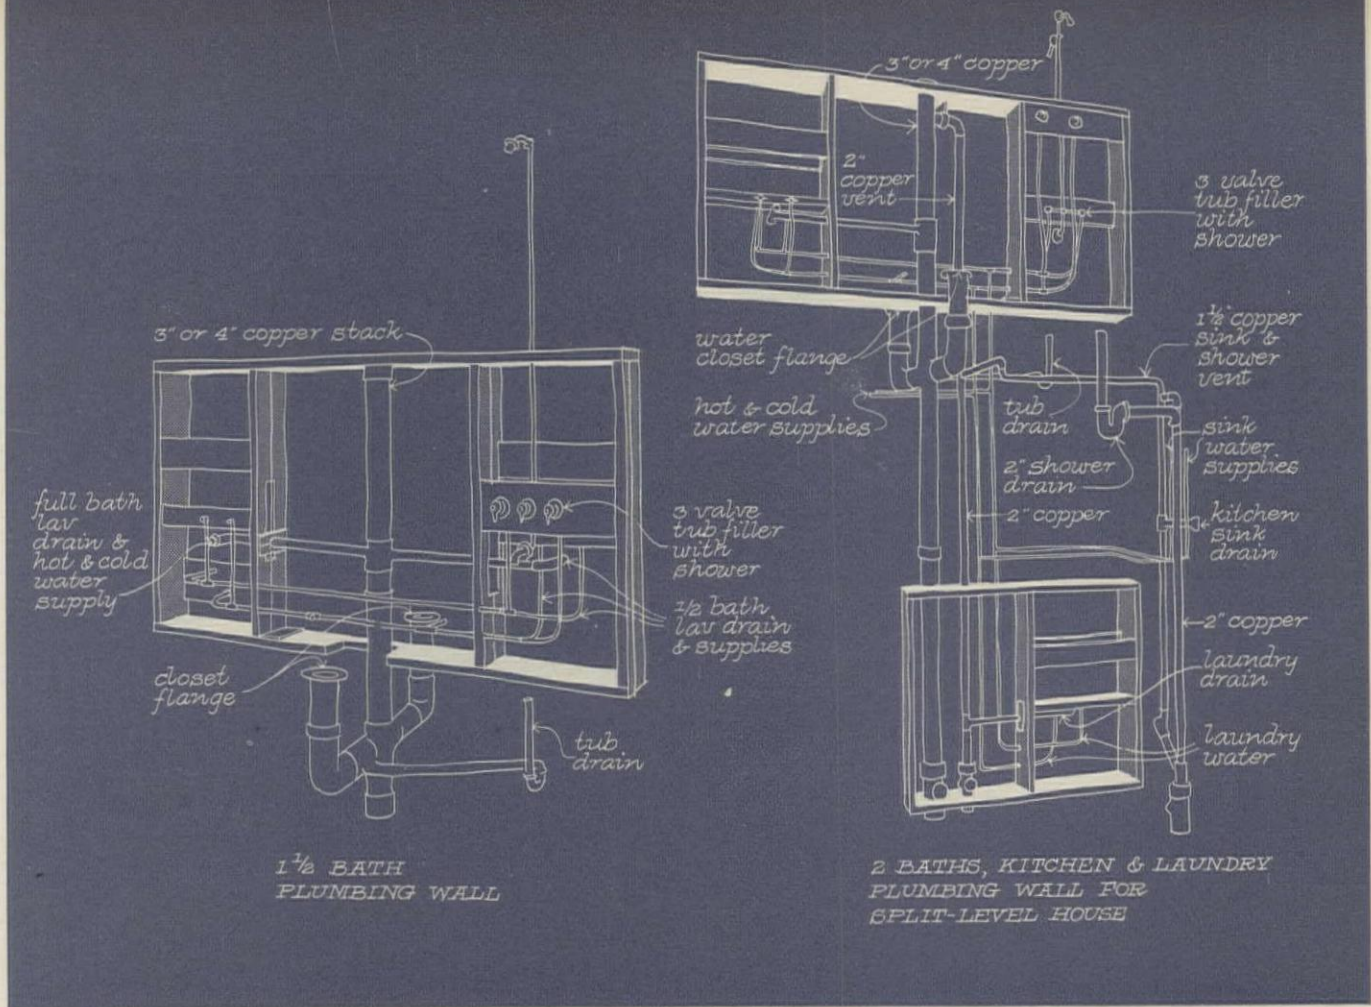 3" or 4" copper stack
full bath
lav
drain &
hot & cold
water
supply
closet
flange
3 valve
tub filler
with
shower
1/2 bath
lav drain
& supplies
tub
drain
1 1/2 BATH
PLUMBING WALL
3" or 4" copper
2"
copper
vent
3 valve
tub filler
with
shower
water
closet flange
hot & cold
water supplies
1 1/2" copper
sink &
shower
vent
tub
drain
2" shower
drain
sink
water
supplies
2" copper
kitchen
sink
drain
2" copper
laundry
drain
laundry
water
2 BATHS, KITCHEN & LAUNDRY
PLUMBING WALL FOR
SPLIT-LEVEL HOUSE